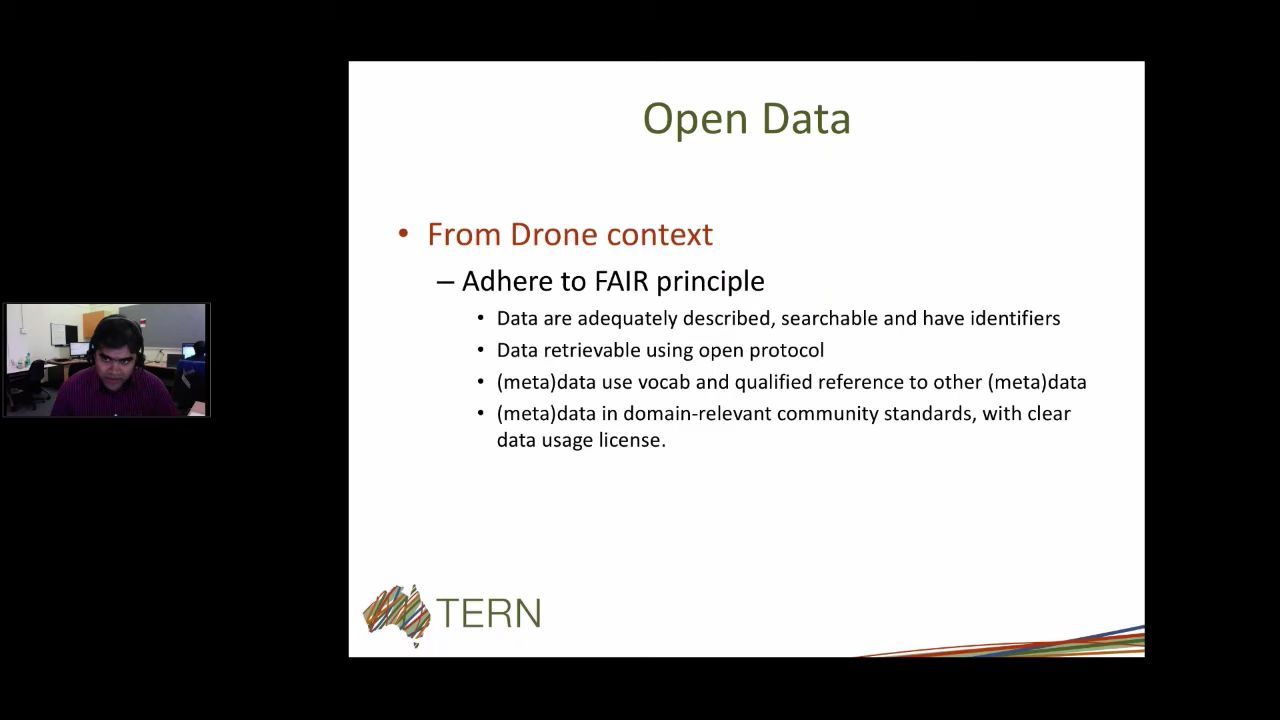 Open Data
• From Drone context
– Adhere to FAIR principle
• Data are adequately described, searchable and have identifiers
• Data retrievable using open protocol
• (meta)data use vocab and qualified reference to other (meta)data
• (meta)data in domain-relevant community standards, with clear
data usage license.
TERN